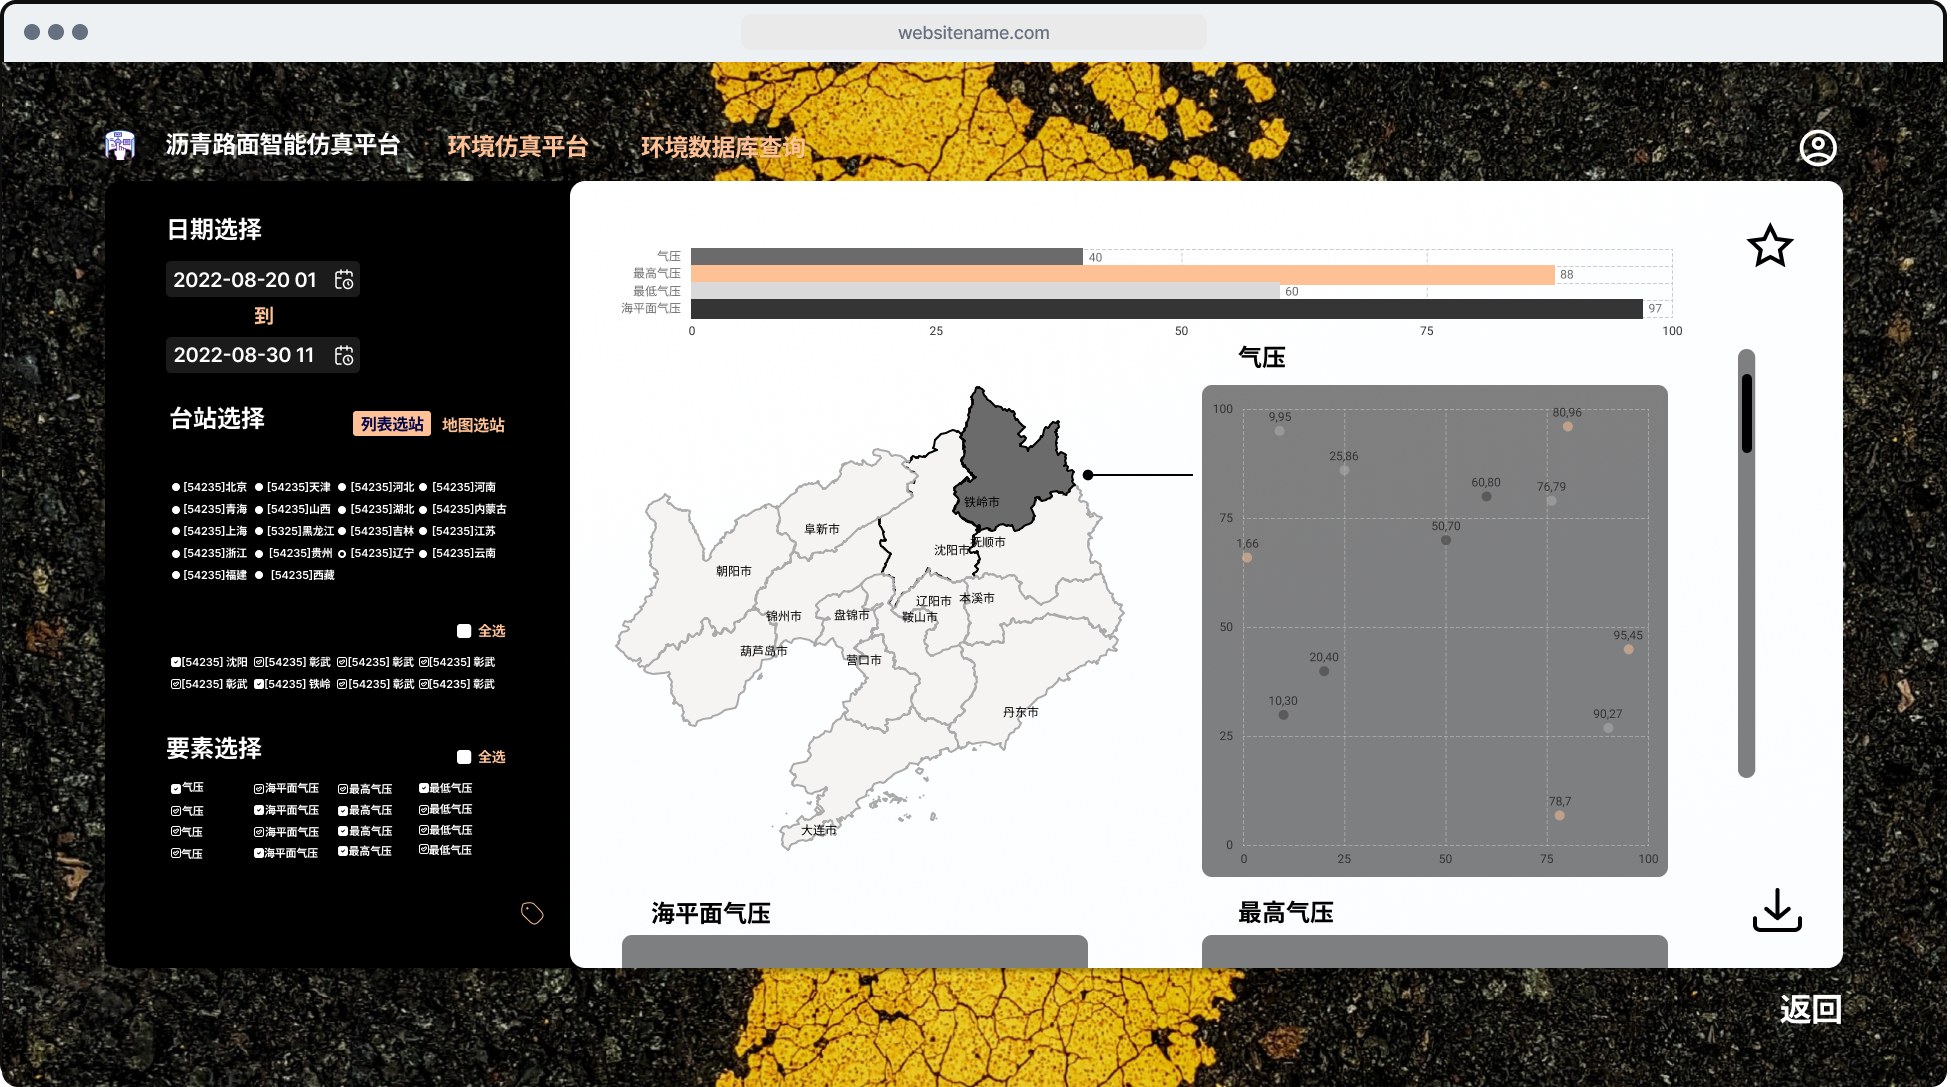 websitename.com
沥青路面智能仿真平台 环境仿真平台 环境数据库查询
日期选择
2022-08-20 01
到
2022-08-30 11
台站选择 列表选站 地图选站
[54235]北京 [54235]天津 [54235]河北 [54235]河南
[54235]青海 [54235]山西 [54235]湖北 [54235]内蒙古
[54235]上海 [5325]黑龙江 [54235]吉林 [54235]江苏
[54235]浙江 [54235]贵州 [54235]辽宁 [54235]云南
[54235]福建 [54235]西藏
全选
[54235] 沈阳 [54235] 彰武 [54235] 彰武 [54235] 彰武
[54235] 彰武 [54235] 铁岭 [54235] 彰武 [54235] 彰武
要素选择 全选
气压 海平面气压 最高气压 最低气压
气压 海平面气压 最高气压 最低气压
气压 海平面气压 最高气压 最低气压
气压 海平面气压 最高气压 最低气压
气压 40
最高气压 88
最低气压 60
海平面气压 97
0 25 50 75 100
铁岭市
阜新市
抚顺市
沈阳市
朝阳市
本溪市
辽阳市
锦州市
盘锦市
鞍山市
葫芦岛市
营口市
丹东市
大连市
气压
100
9,95
80,96
25,86
60,80
76,79
75
50,70
1,66
50
95,45
20,40
10,30
90,27
25
78,7
0
0 25 50 75 100
海平面气压 最高气压
返回